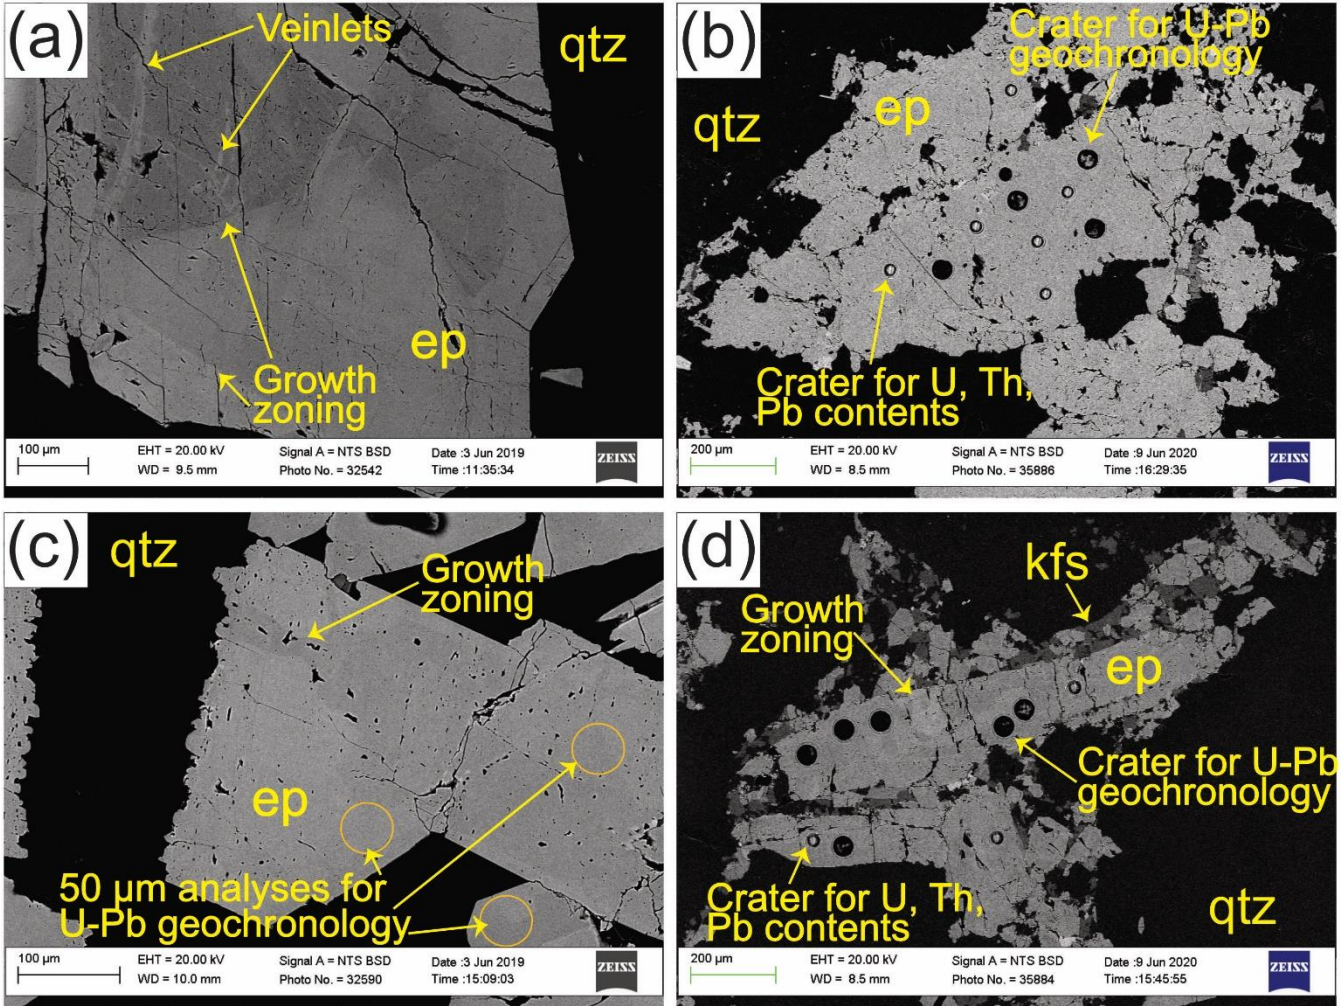 (a)
Veinlets
qtz
ep
Growth
zoning
100 µm
EHT = 20.00 kV
Signal A = NTS BSD
Date :3 Jun 2019
WD = 9.5 mm
Photo No. = 32542
Time :11:35:34
ZEISS
(b)
Crater for U-Pb
geochronology
ep
qtz
Crater for U, Th,
Pb contents
200 µm
EHT = 20.00 kV
Signal A = NTS BSD
Date :9 Jun 2020
WD = 8.5 mm
Photo No. = 35886
Time :16:29:35
ZEISS
(c)
qtz
Growth
zoning
ep
50 µm analyses for
U-Pb geochronology
100 µm
EHT = 20.00 kV
Signal A = NTS BSD
Date :3 Jun 2019
WD = 10.0 mm
Photo No. = 32590
Time :15:09:03
ZEISS
(d)
kfs
Growth
zoning
ep
Crater for U-Pb
geochronology
Crater for U, Th,
Pb contents
qtz
200 µm
EHT = 20.00 kV
Signal A = NTS BSD
Date :9 Jun 2020
WD = 8.5 mm
Photo No. = 35884
Time :15:45:55
ZEISS